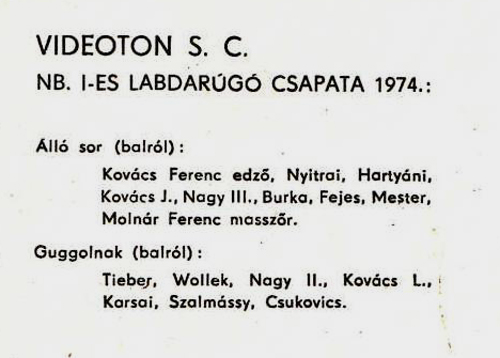 VIDEOTON S. C.
NB. I-ES LABDARÚGÓ CSAPATA 1974.:
Álló sor (balról):
Kovács Ferenc edző, Nyitrai, Hartyáni,
Kovács J., Nagy III., Burka, Fejes, Mester,
Molnár Ferenc masszőr.
Guggolnak (balról):
Tieber, Wollek, Nagy II., Kovács L.,
Karsai, Szalmássy, Csukovics.